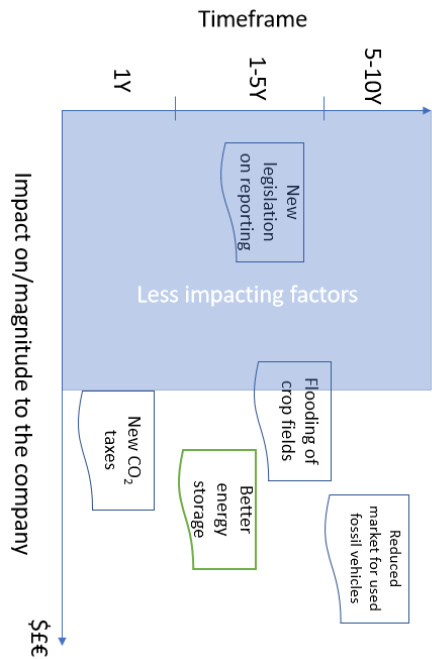 Timeframe
5-10Y
1-5Y
1Y
New
legislation
on reporting
Less impacting factors
Flooding of
crop fields
New CO₂
taxes
Better
energy
storage
Reduced
market for used
fossil vehicles
Impact on/magnitude to the company
$£€